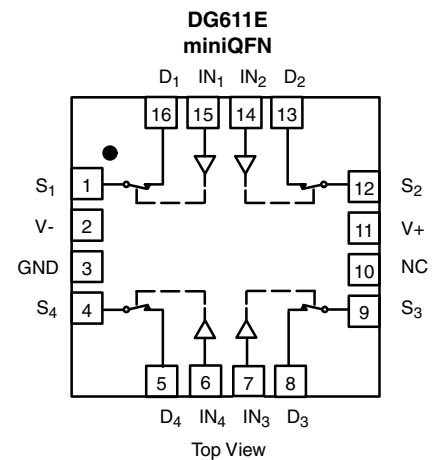 DG611E
miniQFN
D1 IN1 IN2 D2
16 15 14 13
S1 1 12 S2
V- 2 11 V+
GND 3 10 NC
S4 4 9 S3
5 6 7 8
D4 IN4 IN3 D3
Top View